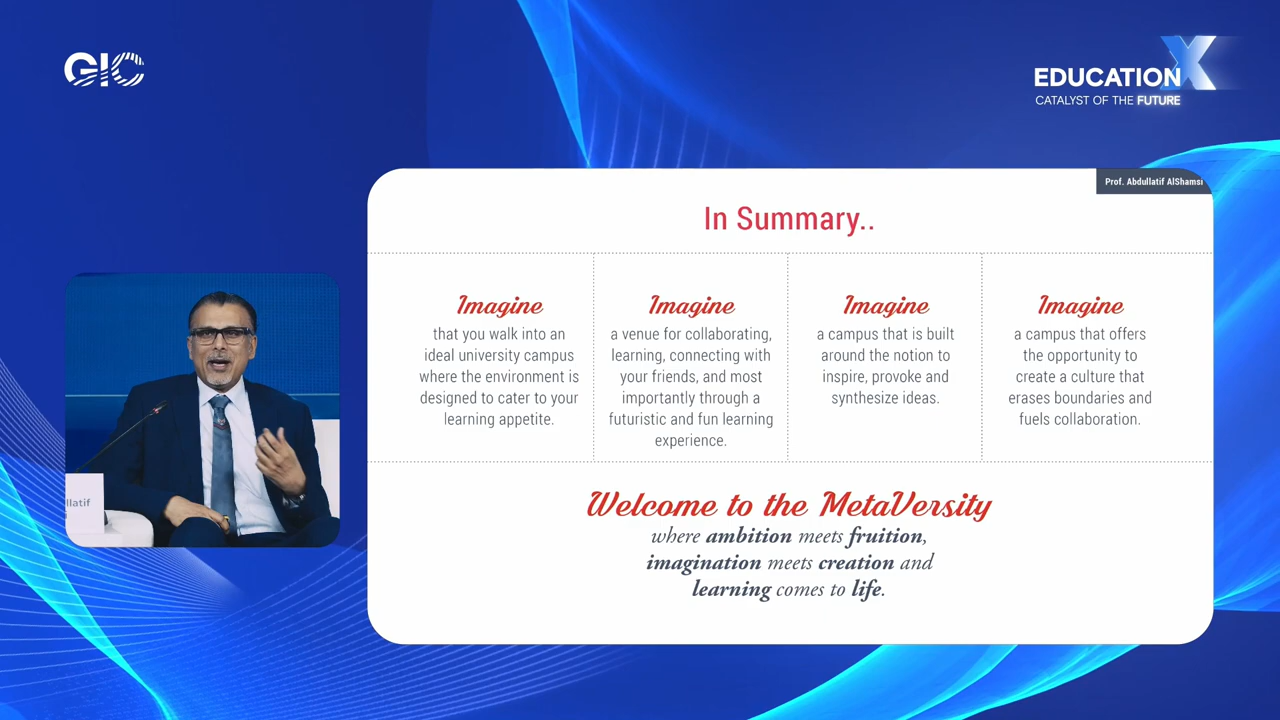 GIC
EDUCATION X
CATALYST OF THE FUTURE
Prof. Abdullatif AlShamsi
In Summary..
Imagine
that you walk into an
ideal university campus
where the environment is
designed to cater to your
learning appetite.
Imagine
a venue for collaborating,
learning, connecting with
your friends, and most
importantly through a
futuristic and fun learning
experience.
Imagine
a campus that is built
around the notion to
inspire, provoke and
synthesize ideas.
Imagine
a campus that offers
the opportunity to
create a culture that
erases boundaries and
fuels collaboration.
llatif
Welcome to the MetaVersity
where ambition meets fruition,
imagination meets creation and
learning comes to life.